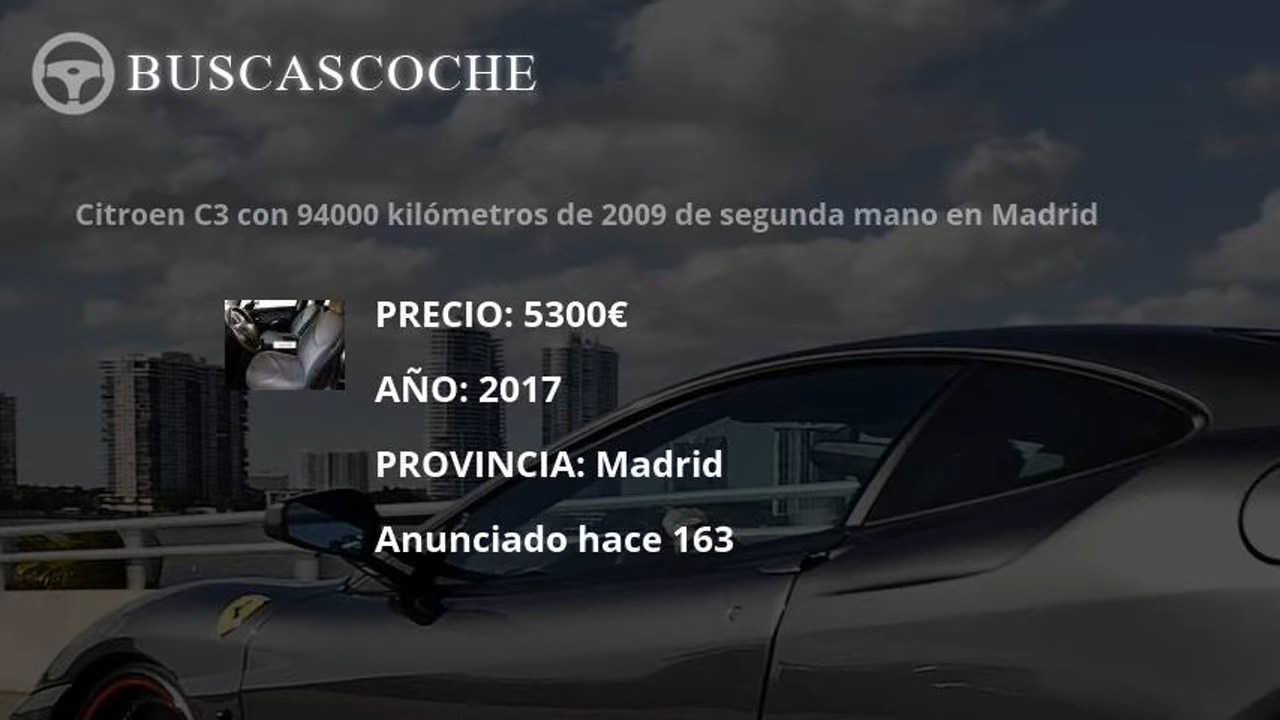 BUSCASCOCHE
Citroen C3 con 94000 kilómetros de 2009 de segunda mano en Madrid
PRECIO: 5300€
AÑO: 2017
PROVINCIA: Madrid
Anunciado hace 163